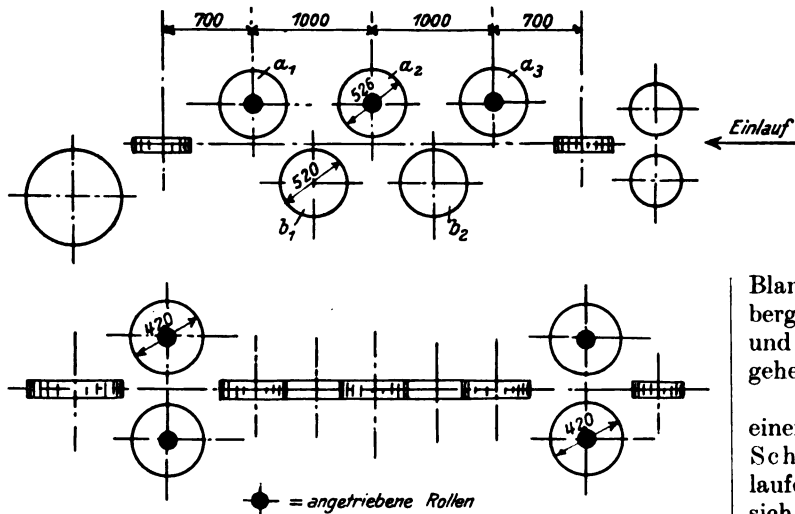 700 1000 1000 700
a₁ a₂ a₃
526
Einlauf
520
b₁ b₂
420
420
= angetriebene Rollen
Blan
berg
und
gehe
einer
Sch
laufe
sich